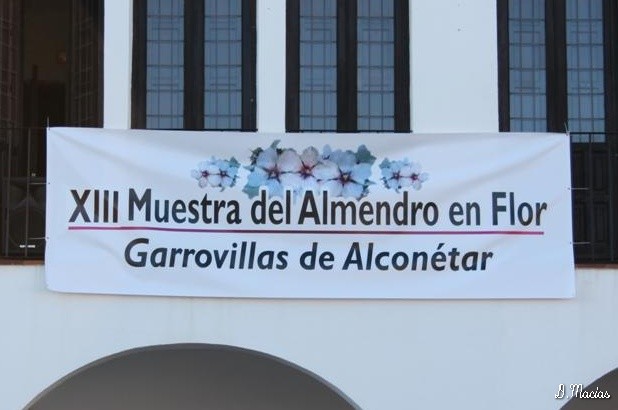 XIII Muestra del Almendro en Flor
Garrovillas de Alconétar
D.Macías